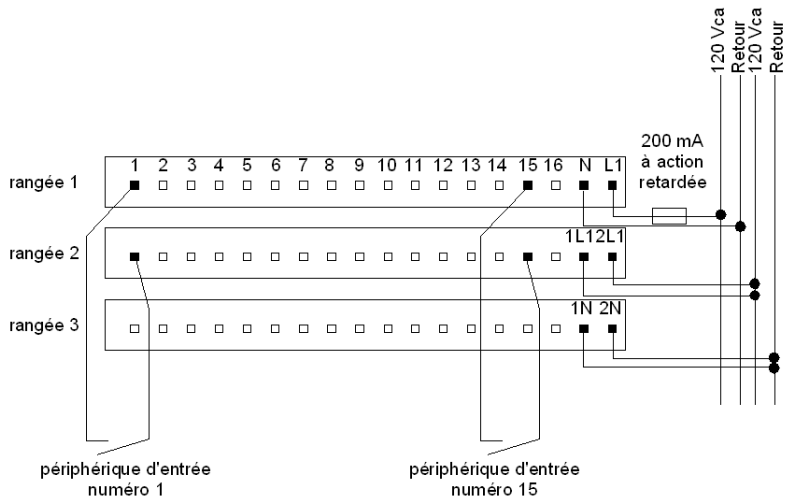 120 Vca
Retour
120 Vca
Retour
200 mA
à action
retardée
1 2 3 4 5 6 7 8 9 10 11 12 13 14 15 16 N L1
rangée 1
1L1 2L1
rangée 2
1N 2N
rangée 3
périphérique d'entrée
numéro 1
périphérique d'entrée
numéro 15